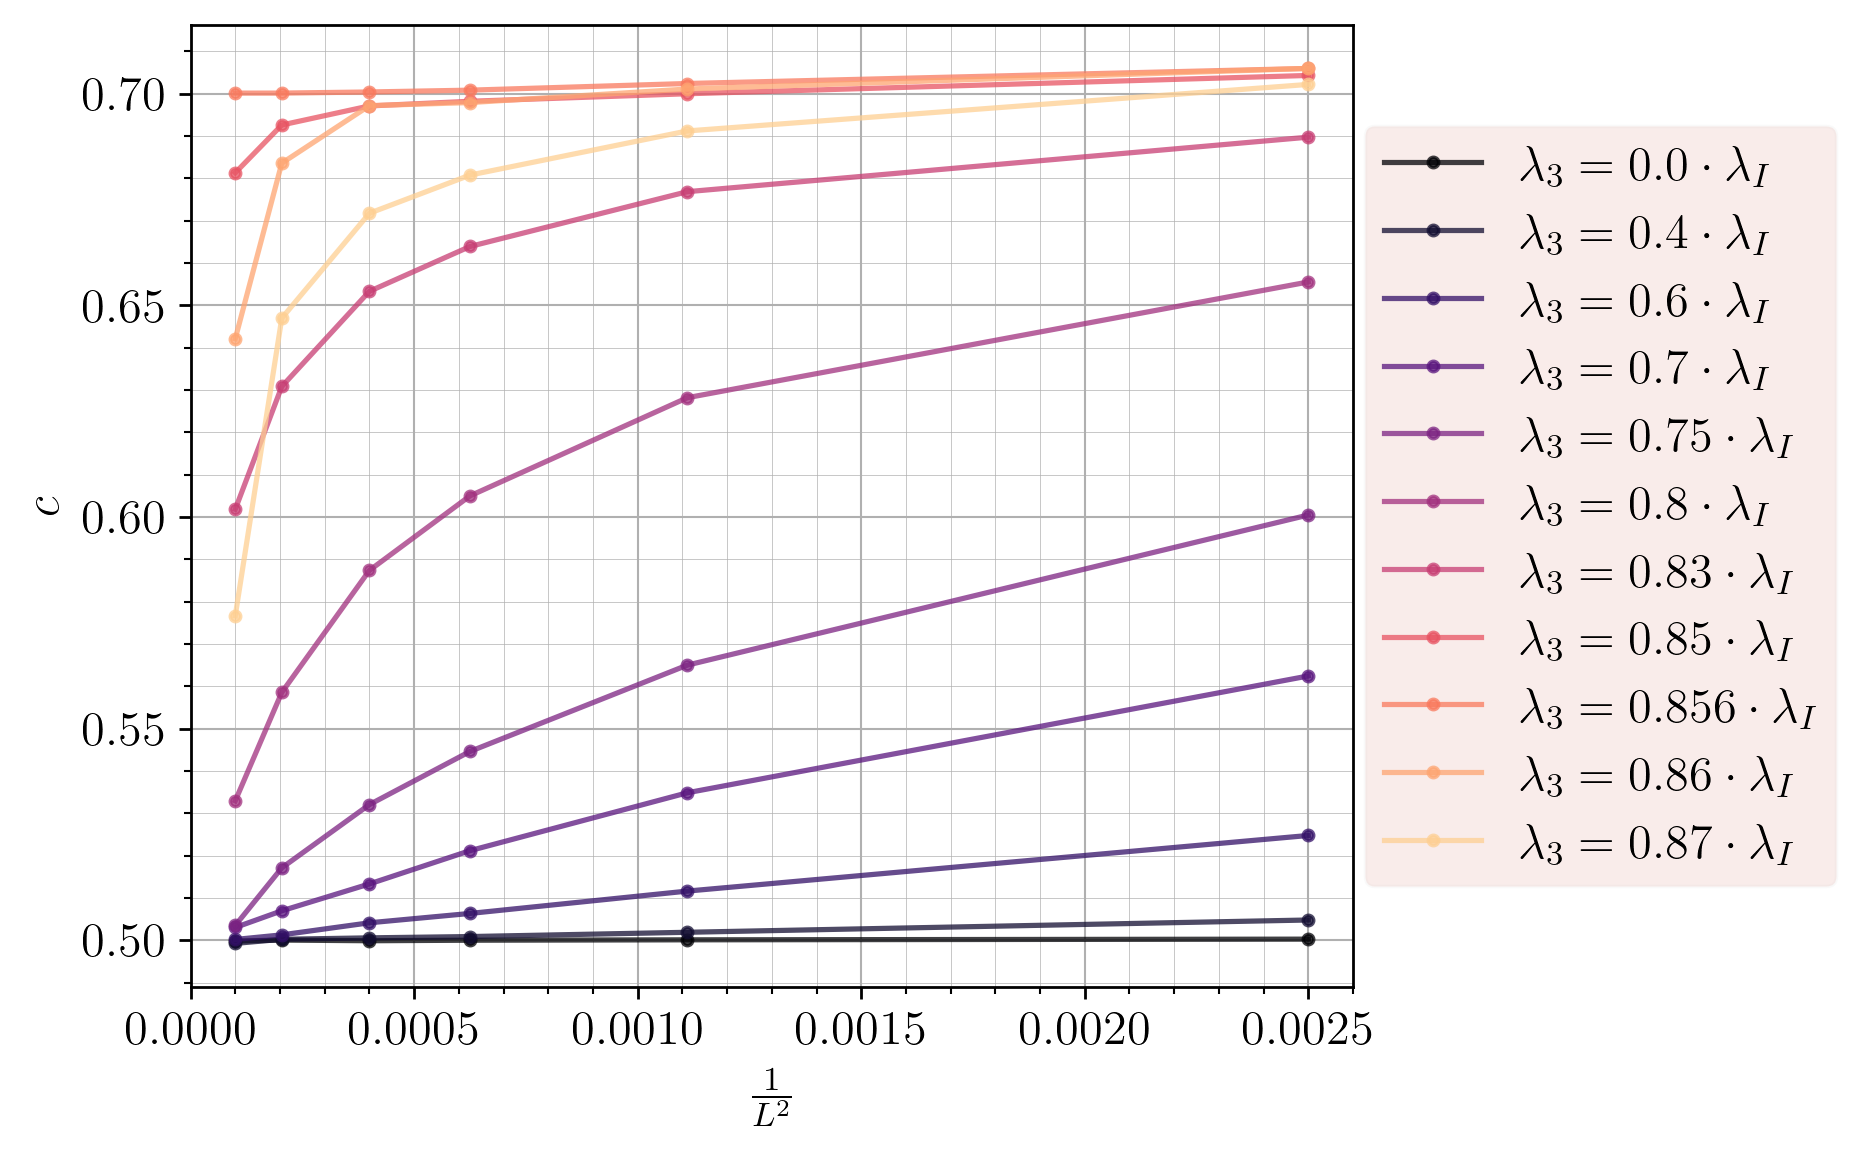 0.70
0.65
0.60
0.55
0.50
c
0.0000 0.0005 0.0010 0.0015 0.0020 0.0025
1/L²
λ₃ = 0.0 · λ_I
λ₃ = 0.4 · λ_I
λ₃ = 0.6 · λ_I
λ₃ = 0.7 · λ_I
λ₃ = 0.75 · λ_I
λ₃ = 0.8 · λ_I
λ₃ = 0.83 · λ_I
λ₃ = 0.85 · λ_I
λ₃ = 0.856 · λ_I
λ₃ = 0.86 · λ_I
λ₃ = 0.87 · λ_I